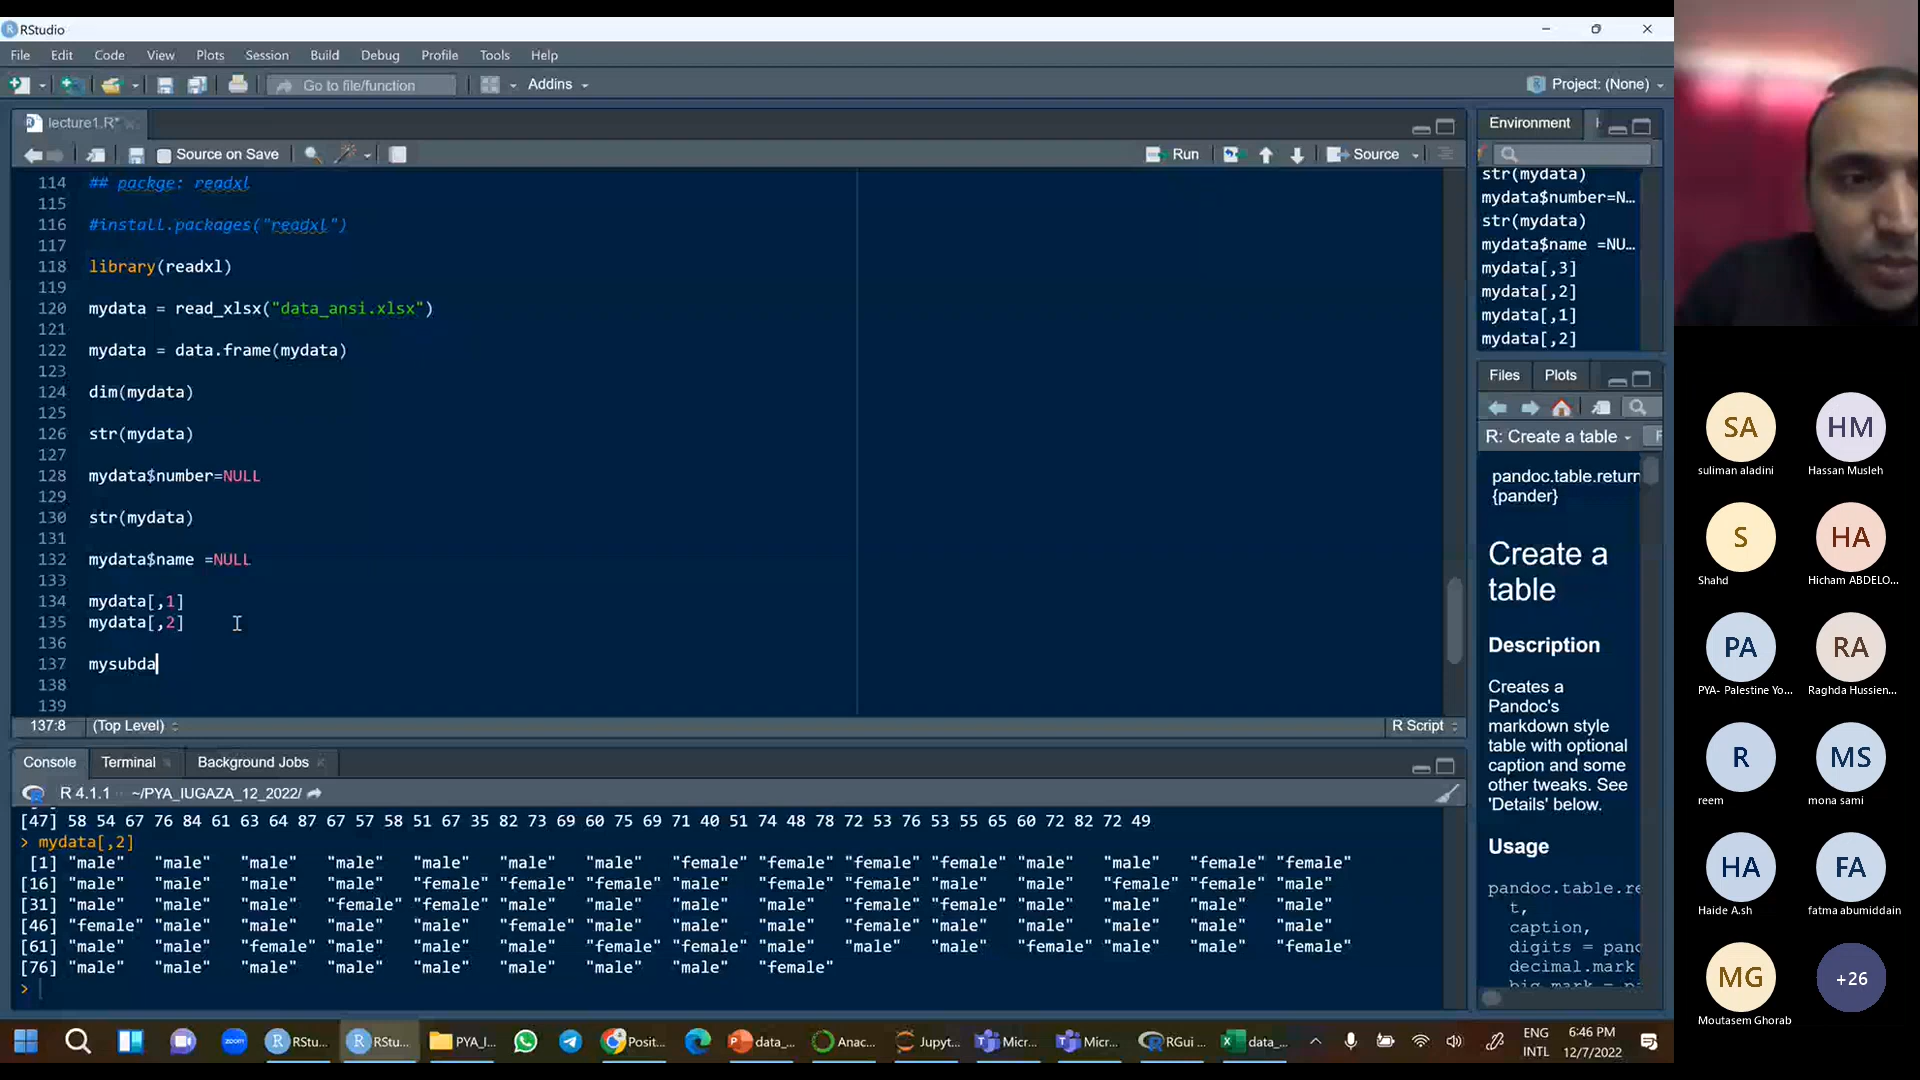 RStudio
File Edit Code View Plots Session Build Debug Profile Tools Help
Go to file/function Addins Project: (None)
lecture1.R*
Source on Save Run Source
114 ## packge: readxl
115
116 #install.packages("readxl")
117
118 library(readxl)
119
120 mydata = read_xlsx("data_ansi.xlsx")
121
122 mydata = data.frame(mydata)
123
124 dim(mydata)
125
126 str(mydata)
127
128 mydata$number=NULL
129
130 str(mydata)
131
132 mydata$name =NULL
133
134 mydata[,1]
135 mydata[,2]
136
137 mysubda
138
139
137:8 (Top Level) R Script
Console Terminal Background Jobs
R 4.1.1 ~/PYA_IUGAZA_12_2022/
[47] 58 54 67 76 84 61 63 64 87 67 57 58 51 67 35 82 73 69 60 75 69 71 40 51 74 48 78 72 53 76 53 55 65 60 72 82 72 49
> mydata[,2]
[1] "male" "male" "male" "male" "male" "male" "male" "female" "female" "female" "female" "male" "male" "female" "female"
[16] "male" "male" "male" "male" "female" "female" "female" "male" "female" "female" "male" "male" "female" "female" "male"
[31] "male" "male" "male" "female" "female" "male" "male" "male" "male" "female" "female" "male" "male" "male" "male"
[46] "female" "male" "male" "male" "male" "female" "male" "male" "male" "male" "male" "male" "male" "male" "male"
[61] "male" "male" "female" "male" "male" "male" "female" "female" "male" "male" "male" "female" "male" "male" "female"
[76] "male" "male" "male" "male" "male" "male" "male" "male" "female"
>
Environment
str(mydata)
mydata$number=N...
str(mydata)
mydata$name =NU...
mydata[,3]
mydata[,2]
mydata[,1]
mydata[,2]
Files Plots
R: Create a table
pandoc.table.return
{pander}
Create a
table
Description
Creates a
Pandoc's
markdown style
table with optional
caption and some
other tweaks. See
'Details' below.
Usage
pandoc.table.re
t,
caption,
digits = pand
decimal.mark
SA HM
suliman aladini Hassan Musleh
S HA
Shahd Hicham ABDELO...
PA RA
PYA- Palestine Yo... Raghda Hussien...
R MS
reem mona sami
HA FA
Haide A.sh fatma abumiddain
MG +26
Moutasem Ghorab
zoom RStu... RStu... PYA_I... Posit... data_... Anac... Jupyt... Micr... Micr... RGui ... data_...
ENG 6:46 PM
INTL 12/7/2022